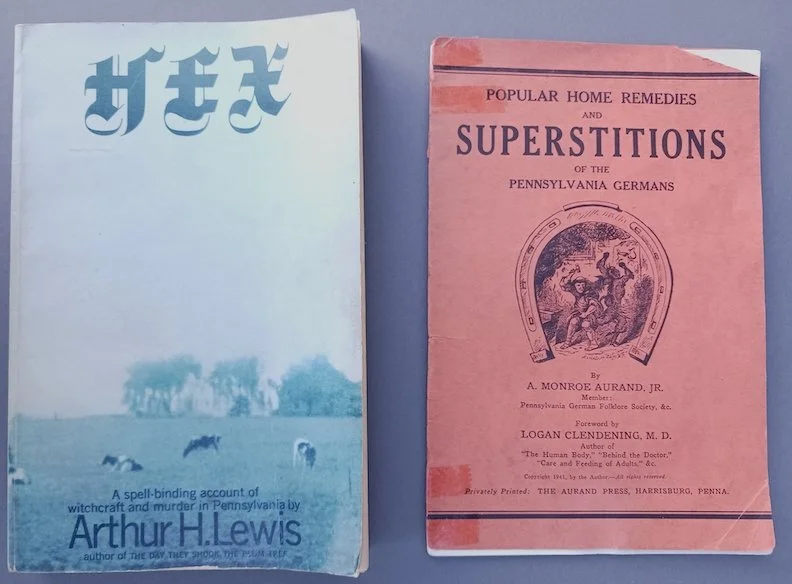 HEX
A spell-binding account of
witchcraft and murder in Pennsylvania by
Arthur H. Lewis
author of THE DAY THEY SHOOK THE PLUM TREE
POPULAR HOME REMEDIES
AND
SUPERSTITIONS
OF THE
PENNSYLVANIA GERMANS
By
A. MONROE AURAND, JR.
Member:
Pennsylvania German Folklore Society, &c.
Foreword by
LOGAN CLENDENING, M. D.
Author of
"The Human Body," "Behind the Doctor,"
"Care and Feeding of Adults," &c.
Copyright 1941, by the Author.—All rights reserved.
Privately Printed: THE AURAND PRESS, HARRISBURG, PENNA.